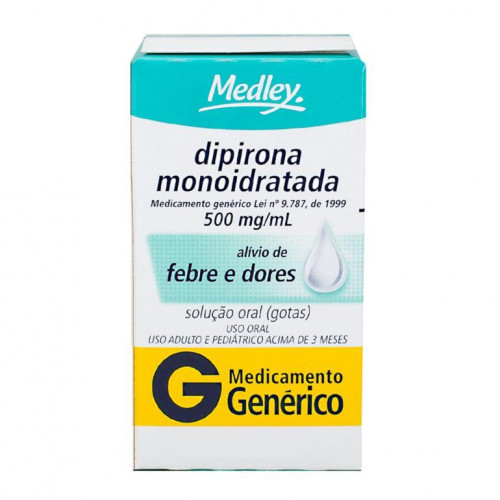 Medley.
dipirona
monoidratada
Medicamento genérico Lei nº 9.787, de 1999
500 mg/mL
alívio de
febre e dores
solução oral (gotas)
USO ORAL
USO ADULTO E PEDIÁTRICO ACIMA DE 3 MESES
G Medicamento
Genérico